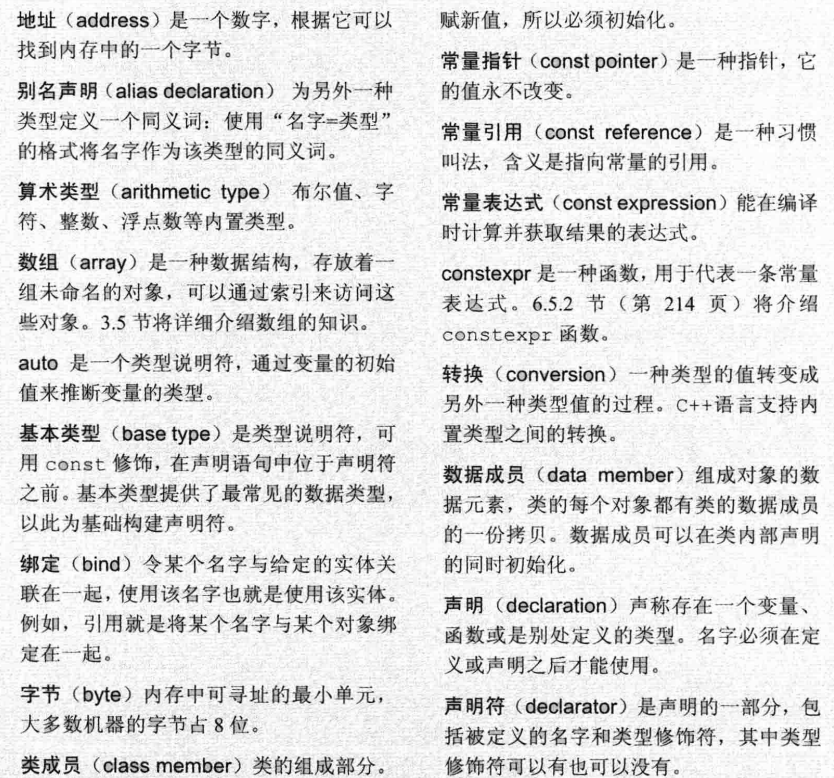 地址（address）是一个数字，根据它可以
找到内存中的一个字节。
别名声明（alias declaration） 为另外一种
类型定义一个同义词：使用“名字=类型”
的格式将名字作为该类型的同义词。
算术类型（arithmetic type） 布尔值、字
符、整数、浮点数等内置类型。
数组（array）是一种数据结构，存放着一
组未命名的对象，可以通过索引来访问这
些对象。3.5 节将详细介绍数组的知识。
auto 是一个类型说明符，通过变量的初始
值来推断变量的类型。
基本类型（base type）是类型说明符，可
用 const 修饰，在声明语句中位于声明符
之前。基本类型提供了最常见的数据类型，
以此为基础构建声明符。
绑定（bind）令某个名字与给定的实体关
联在一起，使用该名字也就是使用该实体。
例如，引用就是将某个名字与某个对象绑
定在一起。
字节（byte）内存中可寻址的最小单元，
大多数机器的字节占 8 位。
类成员（class member）类的组成部分。
赋新值，所以必须初始化。
常量指针（const pointer）是一种指针，它
的值永不改变。
常量引用（const reference）是一种习惯
叫法，含义是指向常量的引用。
常量表达式（const expression）能在编译
时计算并获取结果的表达式。
constexpr 是一种函数，用于代表一条常量
表达式。6.5.2 节（第 214 页）将介绍
constexpr 函数。
转换（conversion）一种类型的值转变成
另外一种类型值的过程。C++语言支持内
置类型之间的转换。
数据成员（data member）组成对象的数
据元素，类的每个对象都有类的数据成员
的一份拷贝。数据成员可以在类内部声明
的同时初始化。
声明（declaration）声称存在一个变量、
函数或是别处定义的类型。名字必须在定
义或声明之后才能使用。
声明符（declarator）是声明的一部分，包
括被定义的名字和类型修饰符，其中类型
修饰符可以有也可以没有。